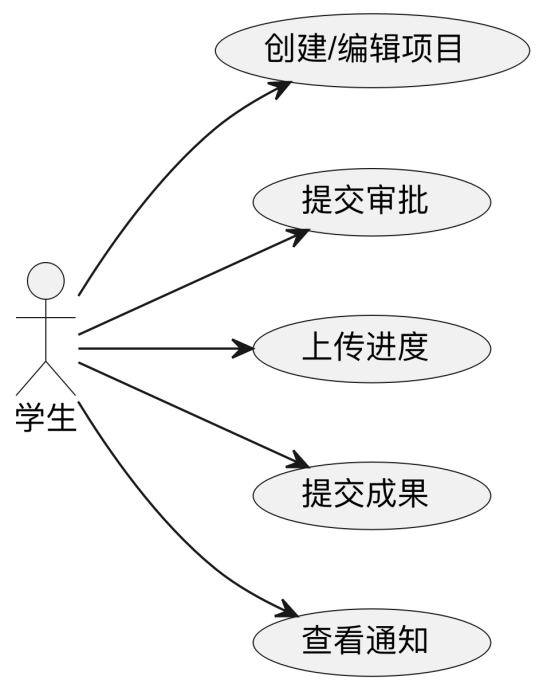 创建/编辑项目
提交审批
上传进度
学生
提交成果
查看通知